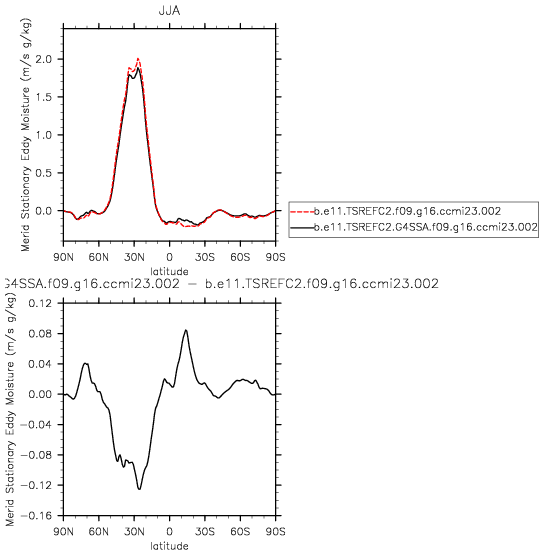 JJA
Merid Stationary Eddy Moisture (m/s g/kg)
2.0
1.5
1.0
0.5
0.0
90N 60N 30N 0 30S 60S 90S
latitude
b.e11.TSREFC2.f09.g16.ccmi23.002
b.e11.TSREFC2.G4SSA.f09.g16.ccmi23.002
G4SSA.f09.g16.ccmi23.002 − b.e11.TSREFC2.f09.g16.ccmi23.002
Merid Stationary Eddy Moisture (m/s g/kg)
0.12
0.08
0.04
0.00
−0.04
−0.08
−0.12
−0.16
90N 60N 30N 0 30S 60S 90S
latitude